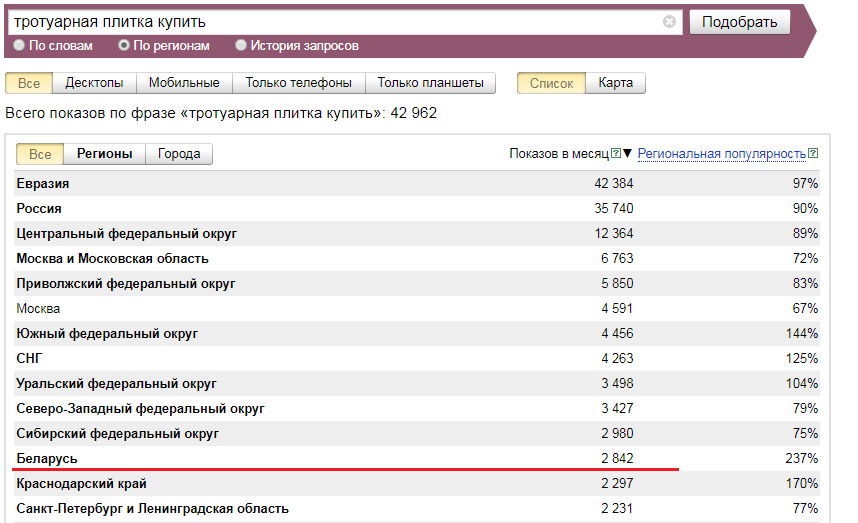 тротуарная плитка купить Подобрать
По словам По регионам История запросов
Все Десктопы Мобильные Только телефоны Только планшеты Список Карта
Всего показов по фразе «тротуарная плитка купить»: 42 962
Все Регионы Города Показов в месяц ? ▼ Региональная популярность ?
Евразия 42 384 97%
Россия 35 740 90%
Центральный федеральный округ 12 364 89%
Москва и Московская область 6 763 72%
Приволжский федеральный округ 5 850 83%
Москва 4 591 67%
Южный федеральный округ 4 456 144%
СНГ 4 263 125%
Уральский федеральный округ 3 498 104%
Северо-Западный федеральный округ 3 427 79%
Сибирский федеральный округ 2 980 75%
Беларусь 2 842 237%
Краснодарский край 2 297 170%
Санкт-Петербург и Ленинградская область 2 231 77%